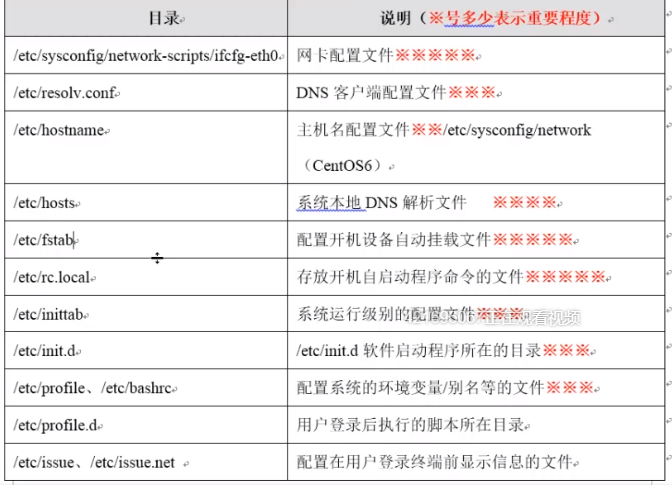 目录 说明（※号多少表示重要程度）
/etc/sysconfig/network-scripts/ifcfg-eth0 网卡配置文件※※※※※
/etc/resolv.conf DNS 客户端配置文件※※※
/etc/hostname 主机名配置文件※※/etc/sysconfig/network
（CentOS6）
/etc/hosts 系统本地 DNS 解析文件 ※※※※
/etc/fstab 配置开机设备自动挂载文件※※※※※
/etc/rc.local 存放开机自启动程序命令的文件※※※※※
/etc/inittab 系统运行级别的配置文件※※※
正在观看视频
/etc/init.d /etc/init.d 软件启动程序所在的目录※※※
/etc/profile、/etc/bashrc 配置系统的环境变量/别名等的文件※※※
/etc/profile.d 用户登录后执行的脚本所在目录
/etc/issue、/etc/issue.net 配置在用户登录终端前显示信息的文件